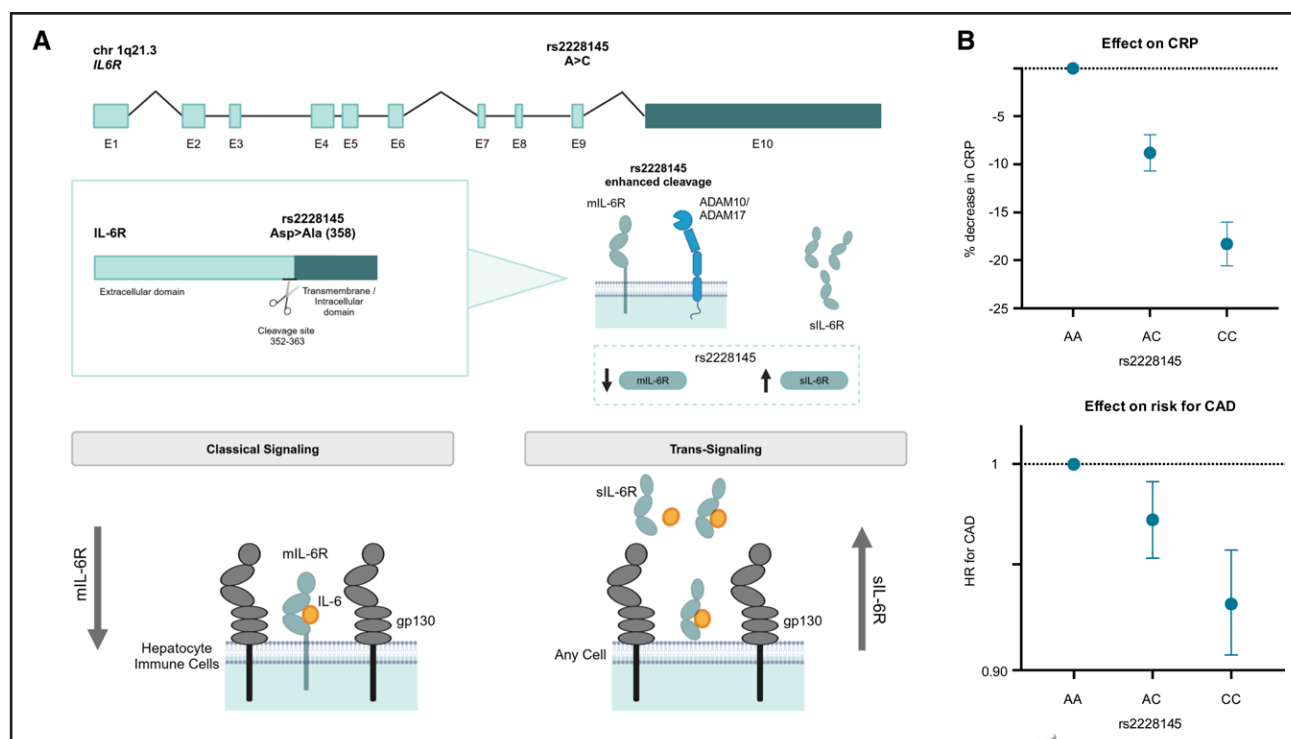 A
chr 1q21.3
IL6R
rs2228145
A>C
E1
E2
E3
E4
E5
E6
E7
E8
E9
E10
IL-6R
rs2228145
Asp>Ala (358)
Extracellular domain
Transmembrane /
Intracellular
domain
Cleavage site
352-363
rs2228145
enhanced cleavage
mIL-6R
ADAM10/
ADAM17
sIL-6R
rs2228145
mIL-6R
sIL-6R
Classical Signaling
mIL-6R
mIL-6R
IL-6
gp130
Hepatocyte
Immune Cells
Trans-Signaling
sIL-6R
gp130
Any Cell
sIL-6R
B
Effect on CRP
% decrease in CRP
0
-5
-10
-15
-20
-25
AA
AC
CC
rs2228145
Effect on risk for CAD
HR for CAD
1
0.90
AA
AC
CC
rs2228145